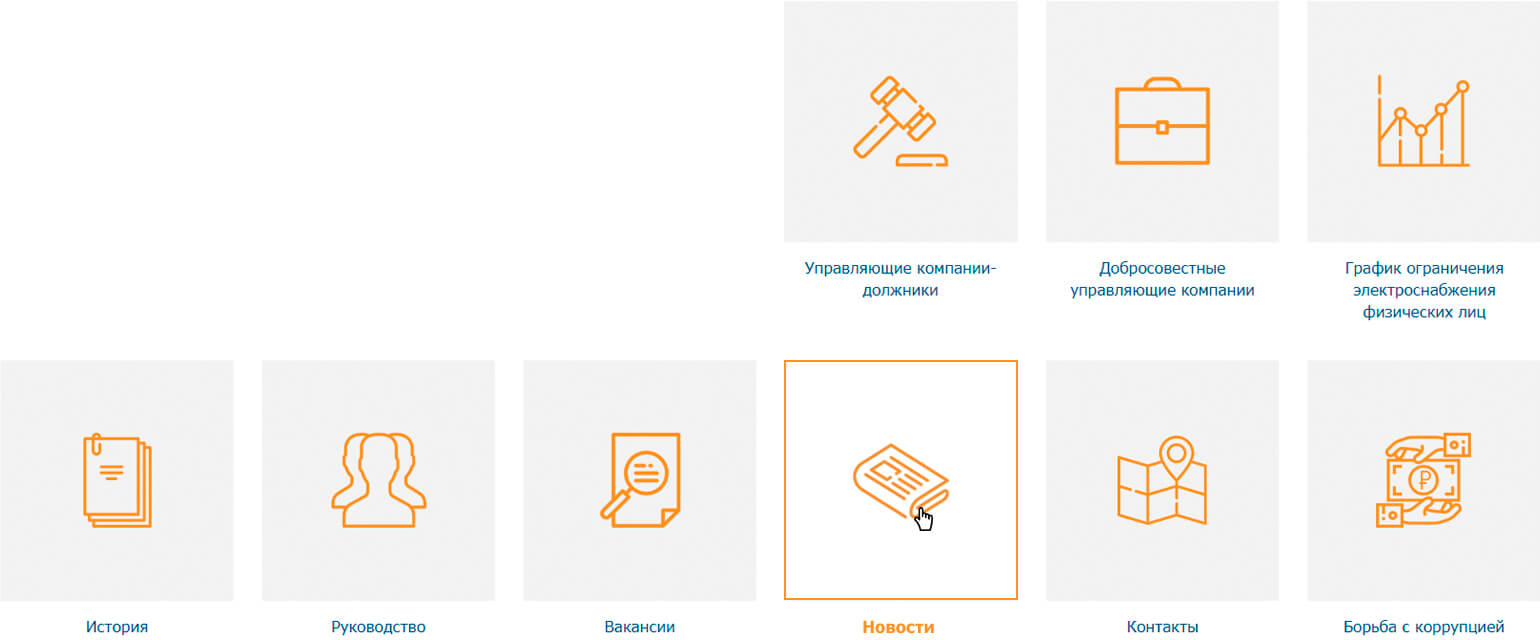 Управляющие компании-
должники
Добросовестные
управляющие компании
График ограничения
электроснабжения
физических лиц
История
Руководство
Вакансии
Новости
Контакты
Борьба с коррупцией